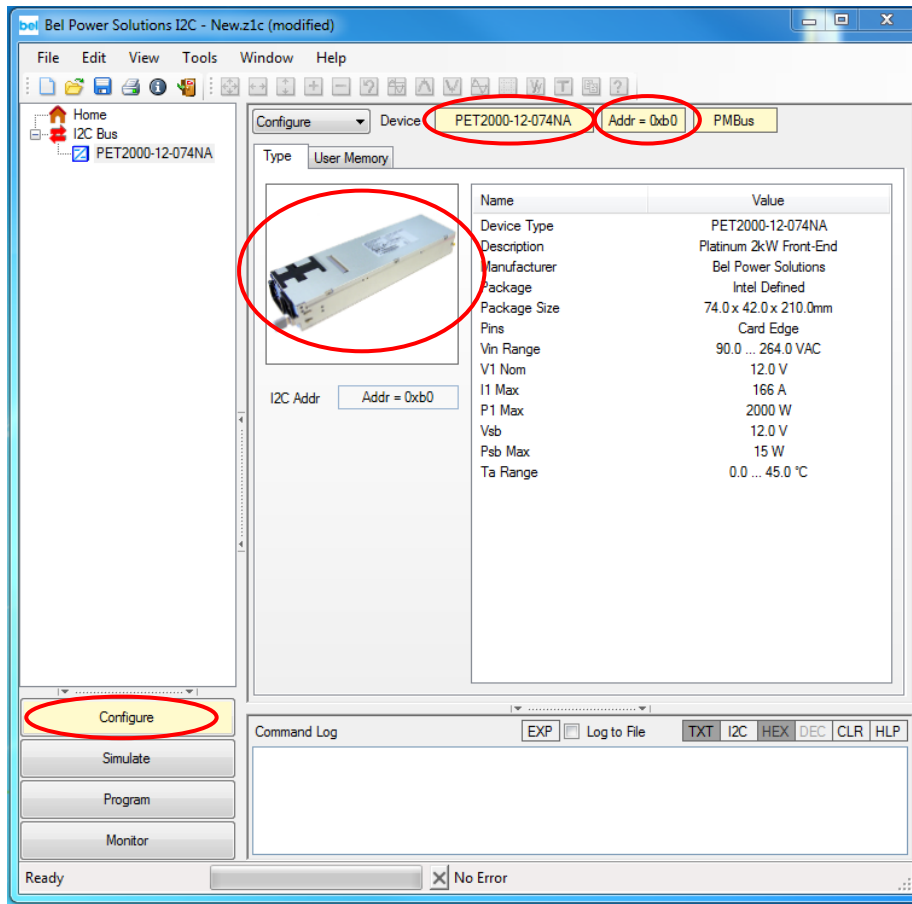 bel Bel Power Solutions I2C - New.z1c (modified)
File Edit View Tools Window Help
Home
I2C Bus
PET2000-12-074NA
Configure Device PET2000-12-074NA Addr = 0xb0 PMBus
Type User Memory
I2C Addr Addr = 0xb0
Name Value
Device Type PET2000-12-074NA
Description Platinum 2kW Front-End
Manufacturer Bel Power Solutions
Package Intel Defined
Package Size 74.0 x 42.0 x 210.0mm
Pins Card Edge
Vin Range 90.0 ... 264.0 VAC
V1 Nom 12.0 V
I1 Max 166 A
P1 Max 2000 W
Vsb 12.0 V
Psb Max 15 W
Ta Range 0.0 ... 45.0 °C
Configure
Simulate
Program
Monitor
Command Log EXP Log to File TXT I2C HEX DEC CLR HLP
Ready No Error